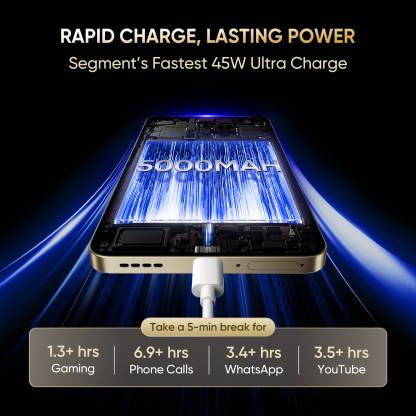 RAPID CHARGE, LASTING POWER
Segment's Fastest 45W Ultra Charge
5000MAH
Take a 5-min break for
1.3+ hrs
Gaming
6.9+ hrs
Phone Calls
3.4+ hrs
WhatsApp
3.5+ hrs
YouTube